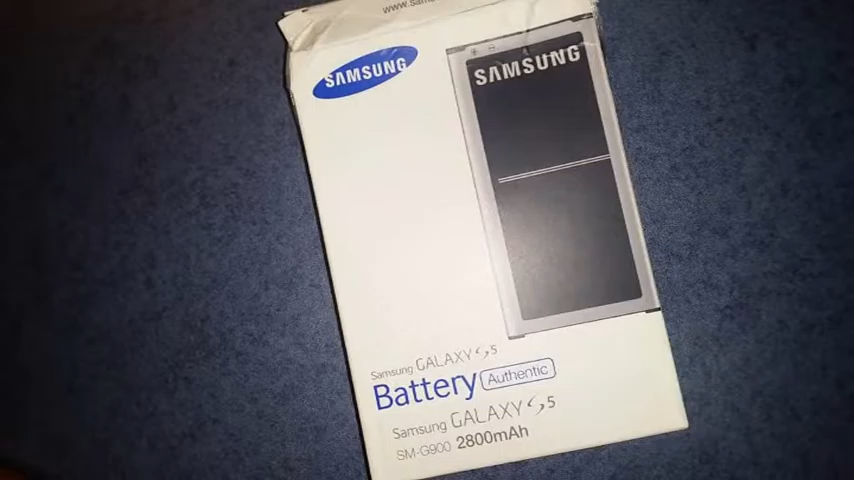 www.sam
SAMSUNG
SAMSUNG
Samsung GALAXY S5
Battery Authentic
Samsung GALAXY S5
SM-G900 2800mAh